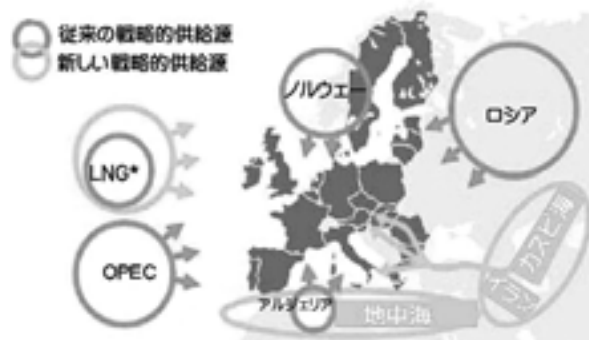 従来の戦略的供給源
新しい戦略的供給源
ノルウェー
ロシア
LNG*
OPEC
アルジェリア
地中海
イラン
カスピ海